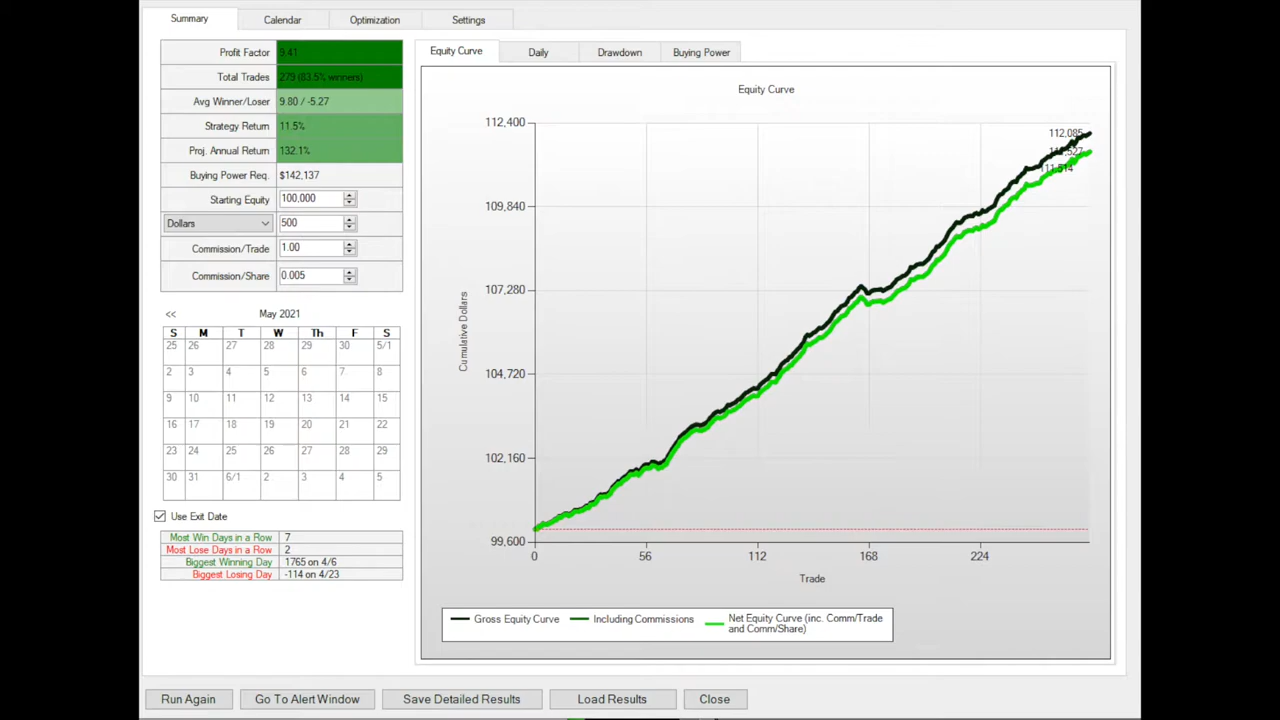 Summary
Calendar
Optimization
Settings
Profit Factor 9.41
Total Trades 279 (83.5% winners)
Avg Winner/Loser 9.80 / -5.27
Strategy Return 11.5%
Proj. Annual Return 132.1%
Buying Power Req. $142,137
Starting Equity 100,000
Dollars 500
Commission/Trade 1.00
Commission/Share 0.005
<< May 2021
S M T W Th F S
25 26 27 28 29 30 5/1
2 3 4 5 6 7 8
9 10 11 12 13 14 15
16 17 18 19 20 21 22
23 24 25 26 27 28 29
30 31 6/1 2 3 4 5
Use Exit Date
Most Win Days in a Row 7
Most Lose Days in a Row 2
Biggest Winning Day 1765 on 4/6
Biggest Losing Day -114 on 4/23
Equity Curve
Daily
Drawdown
Buying Power
Equity Curve
112,400
109,840
107,280
104,720
102,160
99,600
Cumulative Dollars
112,085
111,514
0 56 112 168 224
Trade
Gross Equity Curve
Including Commissions
Net Equity Curve (inc. Comm/Trade
and Comm/Share)
Run Again
Go To Alert Window
Save Detailed Results
Load Results
Close